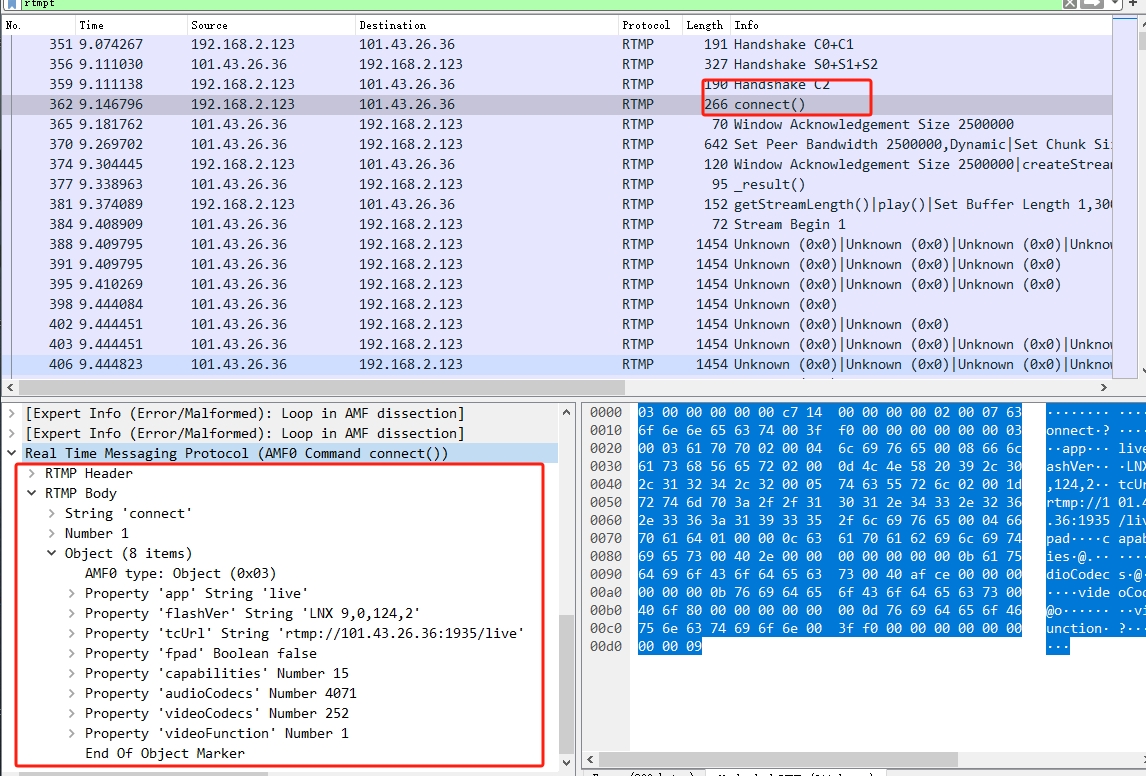 rtmpt
No. Time Source Destination Protocol Length Info
351 9.074267 192.168.2.123 101.43.26.36 RTMP 191 Handshake C0+C1
356 9.111030 192.168.2.123 101.43.26.36 RTMP 327 Handshake S0+S1+S2
359 9.111138 192.168.2.123 101.43.26.36 RTMP 190 Handshake C2
362 9.146796 192.168.2.123 101.43.26.36 RTMP 266 connect()
365 9.181762 101.43.26.36 192.168.2.123 RTMP 70 Window Acknowledgement Size 2500000
370 9.269702 101.43.26.36 192.168.2.123 RTMP 642 Set Peer Bandwidth 2500000,Dynamic|Set Chunk Si
374 9.304445 101.43.26.36 192.168.2.123 RTMP 120 Window Acknowledgement Size 2500000|createStrea
377 9.338963 101.43.26.36 192.168.2.123 RTMP 95 _result()
381 9.374089 101.43.26.36 192.168.2.123 RTMP 152 getStreamLength()|play()|Set Buffer Length 1,300
384 9.408909 101.43.26.36 192.168.2.123 RTMP 72 Stream Begin 1
388 9.409795 101.43.26.36 192.168.2.123 RTMP 1454 Unknown (0x0)|Unknown (0x0)|Unknown (0x0)|Unkno
391 9.409795 101.43.26.36 192.168.2.123 RTMP 1454 Unknown (0x0)|Unknown (0x0)|Unknown (0x0)
395 9.410269 101.43.26.36 192.168.2.123 RTMP 1454 Unknown (0x0)|Unknown (0x0)|Unknown (0x0)
398 9.444084 101.43.26.36 192.168.2.123 RTMP 1454 Unknown (0x0)
402 9.444451 101.43.26.36 192.168.2.123 RTMP 1454 Unknown (0x0)|Unknown (0x0)
403 9.444451 101.43.26.36 192.168.2.123 RTMP 1454 Unknown (0x0)|Unknown (0x0)|Unknown (0x0)|Unkno
406 9.444823 101.43.26.36 192.168.2.123 RTMP 1454 Unknown (0x0)|Unknown (0x0)|Unknown (0x0)|Unkno
[Expert Info (Error/Malformed): Loop in AMF dissection]
[Expert Info (Error/Malformed): Loop in AMF dissection]
Real Time Messaging Protocol (AMF0 Command connect())
RTMP Header
RTMP Body
String 'connect'
Number 1
Object (8 items)
AMF0 type: Object (0x03)
Property 'app' String 'live'
Property 'flashVer' String 'LNX 9,0,124,2'
Property 'tcUrl' String 'rtmp://101.43.26.36:1935/live'
Property 'fpad' Boolean false
Property 'capabilities' Number 15
Property 'audioCodecs' Number 4071
Property 'videoCodecs' Number 252
Property 'videoFunction' Number 1
End Of Object Marker
0000 03 00 00 00 00 00 c7 14 00 00 00 00 02 00 07 63 ········ ··
0010 6f 6e 6e 65 63 74 00 3f f0 00 00 00 00 00 00 03 onnect·? ··
0020 00 03 61 70 70 02 00 04 6c 69 76 65 00 08 66 6c ··app··· live
0030 61 73 68 56 65 72 02 00 0d 4c 4e 58 20 39 2c 30 ashVer·· ·LNX
0040 2c 31 32 34 2c 32 00 05 74 63 55 72 6c 02 00 1d ,124,2·· tcUr
0050 72 74 6d 70 3a 2f 2f 31 30 31 2e 34 33 2e 32 36 rtmp://1 01.4
0060 2e 33 36 3a 31 39 33 35 2f 6c 69 76 65 00 04 66 .36:1935 /liv
0070 70 61 64 01 00 00 0c 63 61 70 61 62 69 6c 69 74 pad····c apab
0080 69 65 73 00 40 2e 00 00 00 00 00 00 00 0b 61 75 ies·@.·· ····
0090 64 69 6f 43 6f 64 65 63 73 00 40 af ce 00 00 00 dioCodec s·@·
00a0 00 00 00 0b 76 69 64 65 6f 43 6f 64 65 63 73 00 ····vide oCod
00b0 40 6f 80 00 00 00 00 00 00 0d 76 69 64 65 6f 46 @o······ ··vi
00c0 75 6e 63 74 69 6f 6e 00 3f f0 00 00 00 00 00 00 unction· ?···
00d0 00 00 09 ···